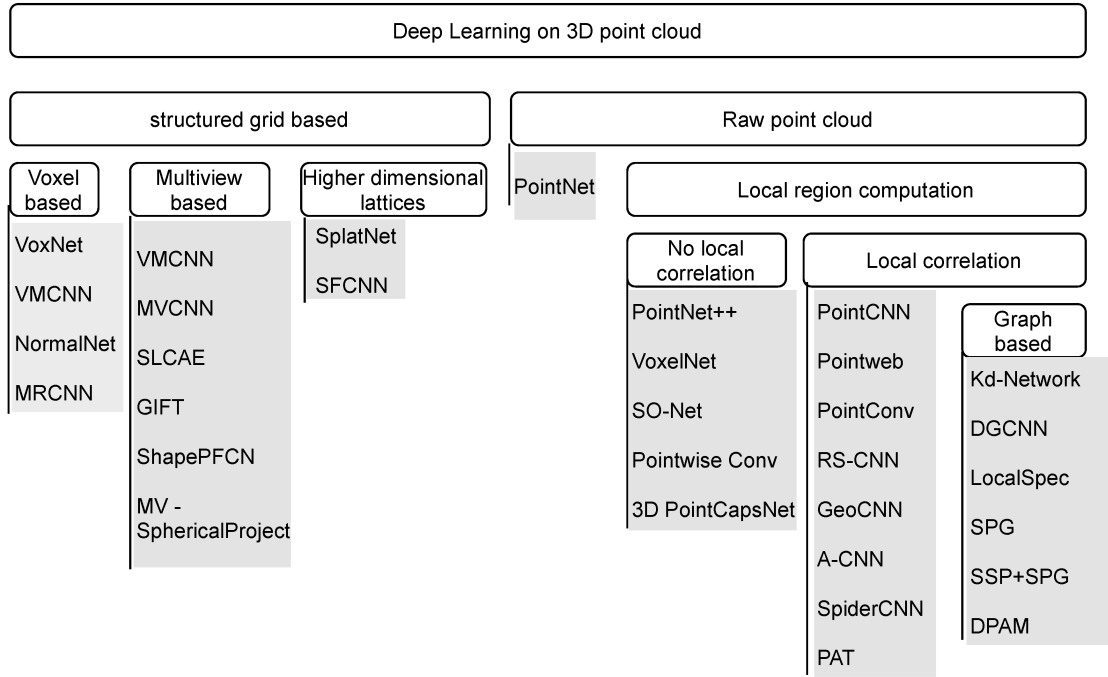 Deep Learning on 3D point cloud
structured grid based
Raw point cloud
Voxel
based
VoxNet
VMCNN
NormalNet
MRCNN
Multiview
based
VMCNN
MVCNN
SLCAE
GIFT
ShapePFCN
MV -
SphericalProject
Higher dimensional
lattices
SplatNet
SFCNN
PointNet
Local region computation
No local
correlation
PointNet++
VoxelNet
SO-Net
Pointwise Conv
3D PointCapsNet
Local correlation
PointCNN
Pointweb
PointConv
RS-CNN
GeoCNN
A-CNN
SpiderCNN
PAT
Graph
based
Kd-Network
DGCNN
LocalSpec
SPG
SSP+SPG
DPAM